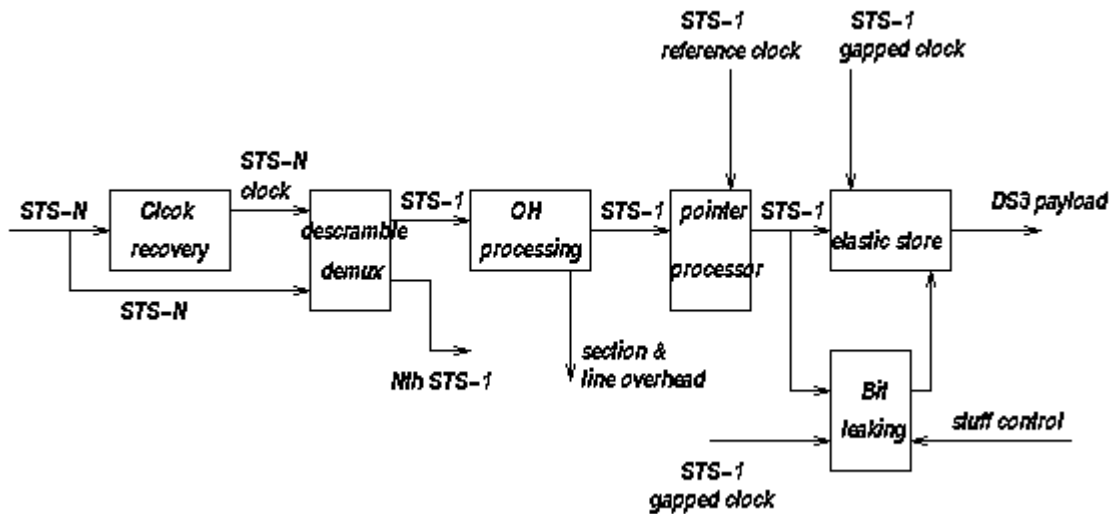 STS-1
reference clock
STS-1
gapped clock
STS-N
clock
STS-N
Clcok
recovery
STS-N
descramble
demux
STS-1
Nth STS-1
OH
processing
section &
line overhead
STS-1
pointer
processor
STS-1
elastic store
DS3 payload
Bit
leaking
stuff control
STS-1
gapped clock